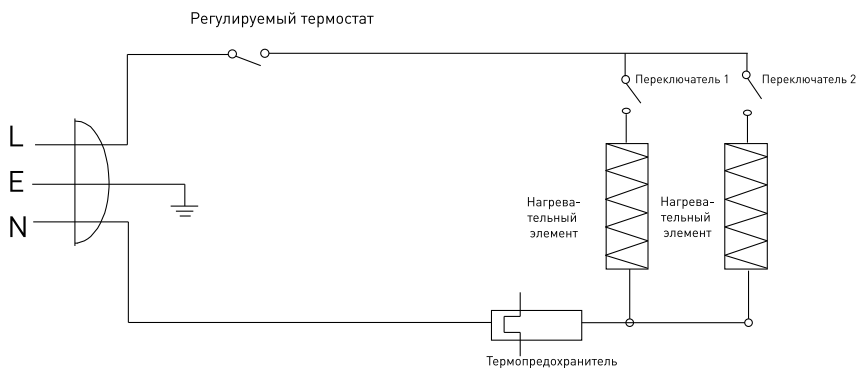 Регулируемый термостат
Переключатель 1
Переключатель 2
L
E
N
Нагрева-
тельный
элемент
Нагрева-
тельный
элемент
Термопредохранитель